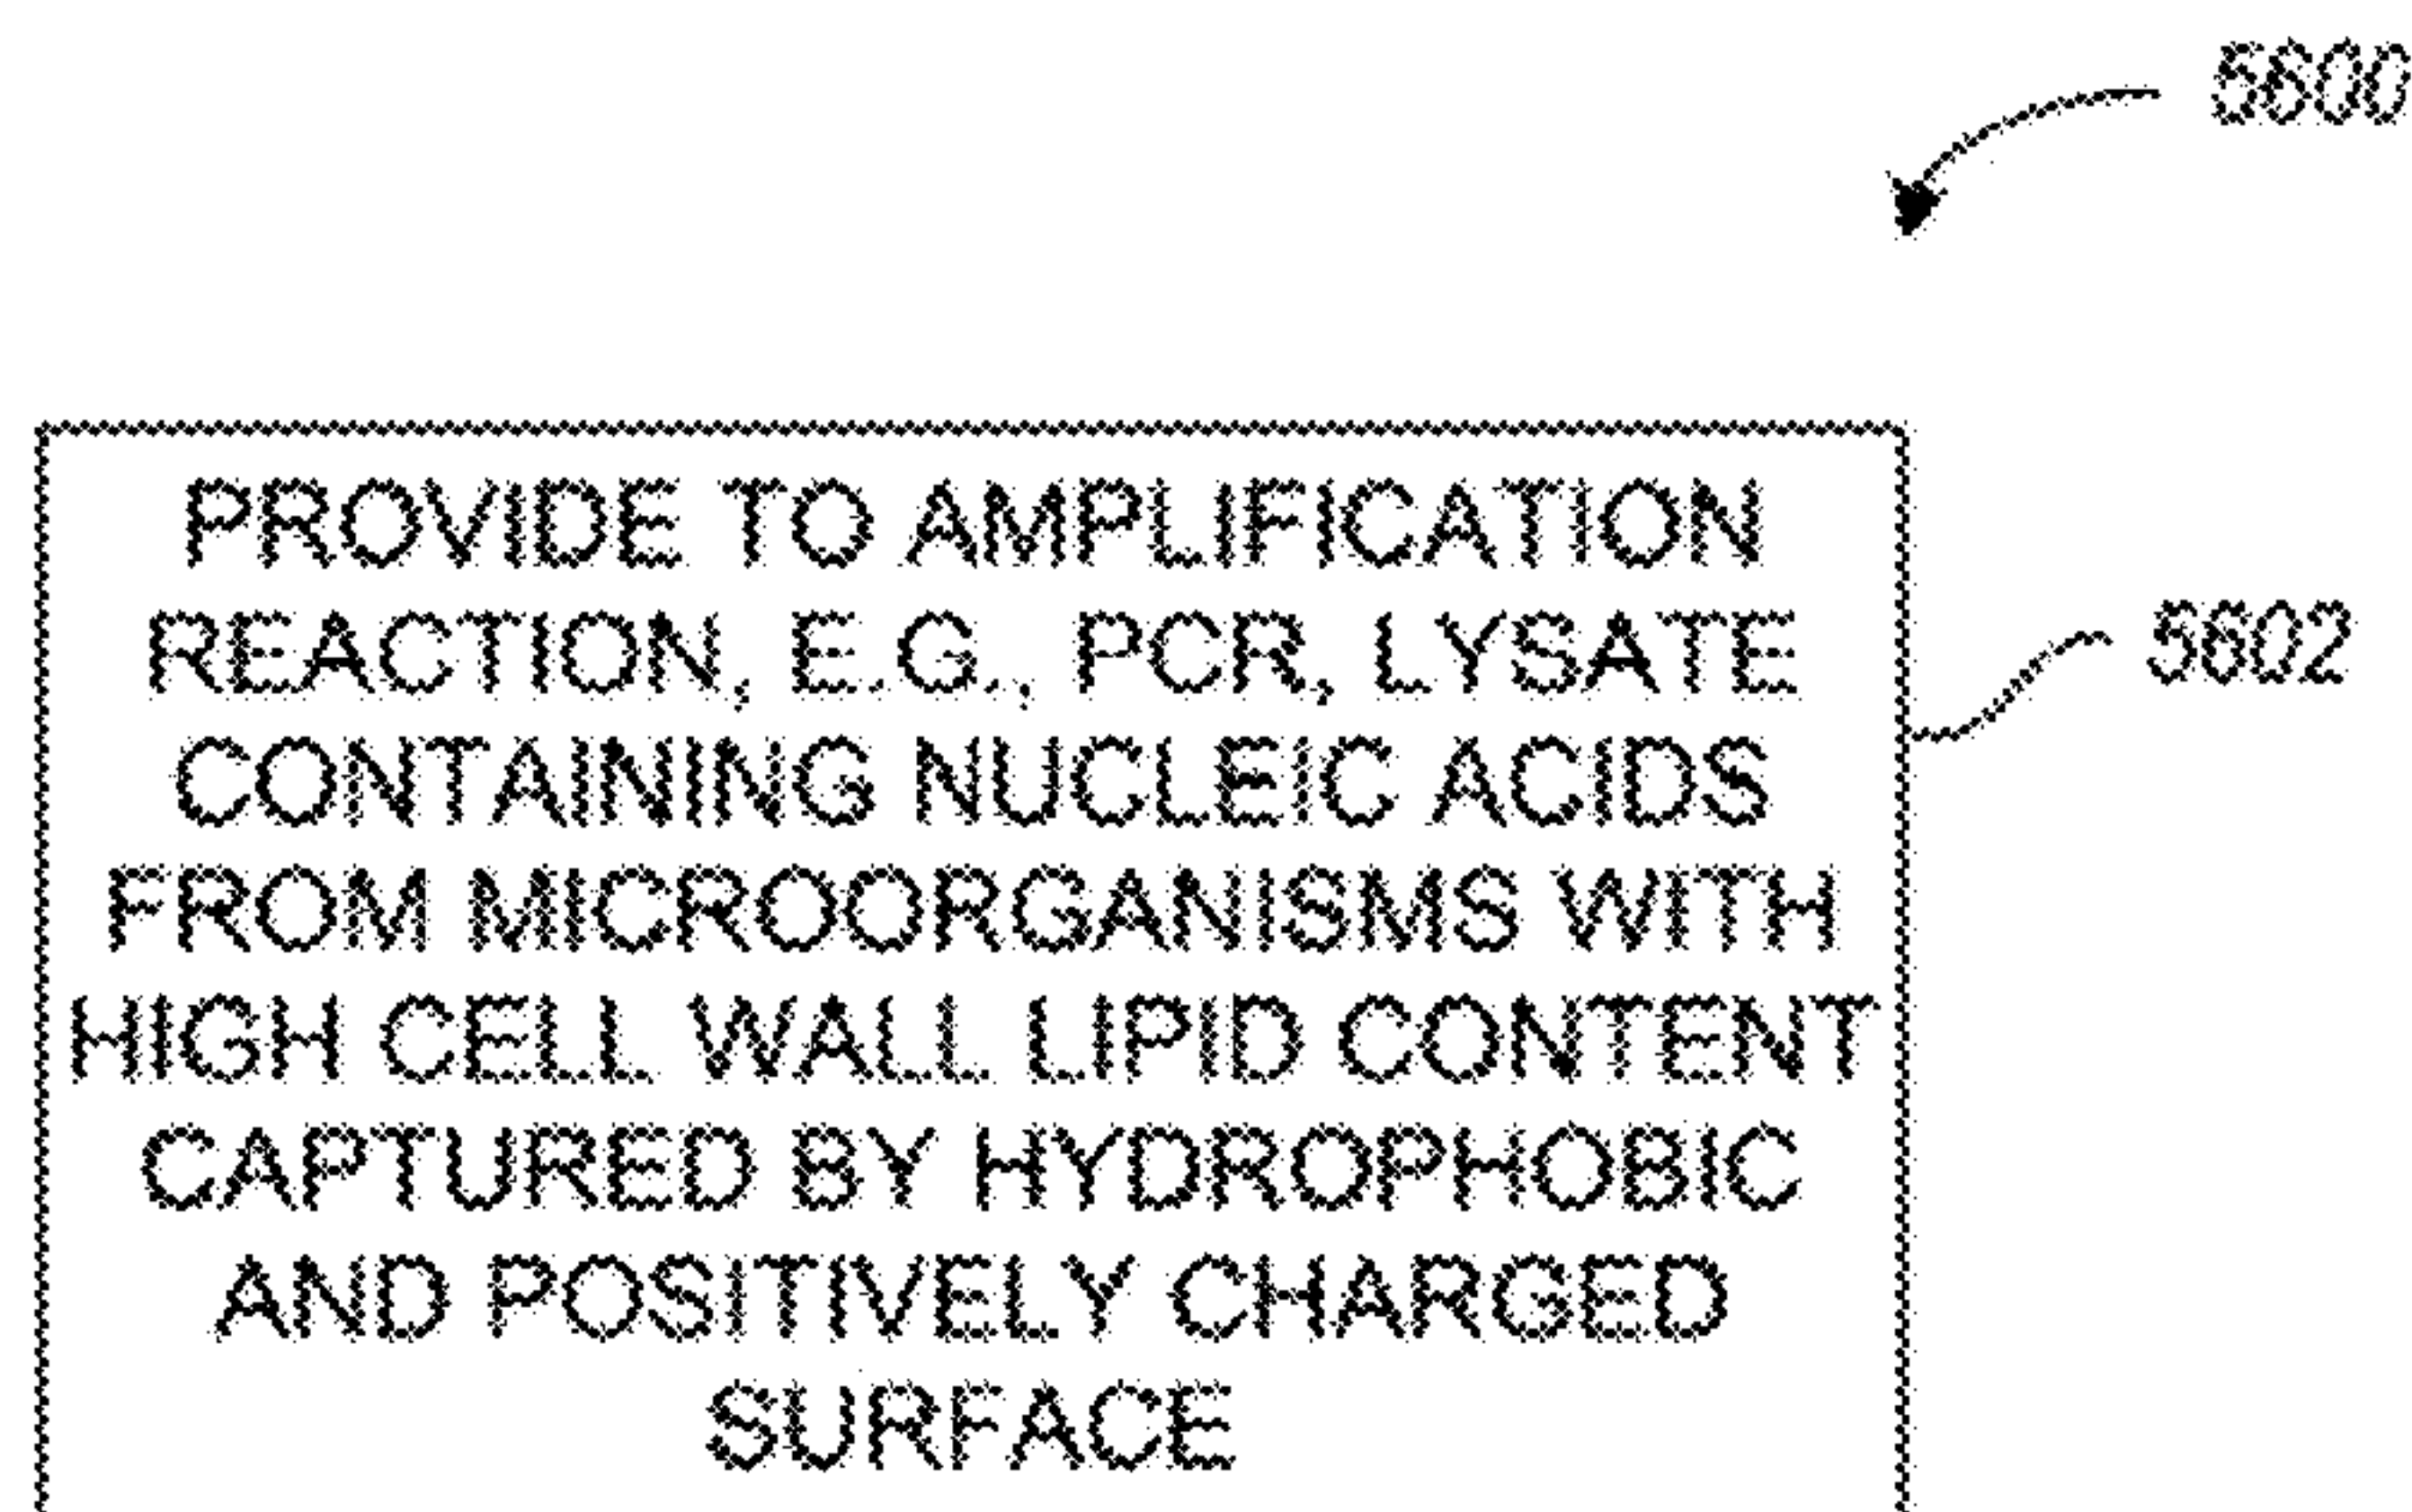 5600
PROVIDE TO AMPLIFICATION
REACTION, E.G., PCR, LYSATE
5602
CONTAINING NUCLEIC ACIDS
FROM MICROORGANISMS WITH
HIGH CELL WALL LIPID CONTENT
CAPTURED BY HYDROPHOBIC
AND POSITIVELY CHARGED
SURFACE